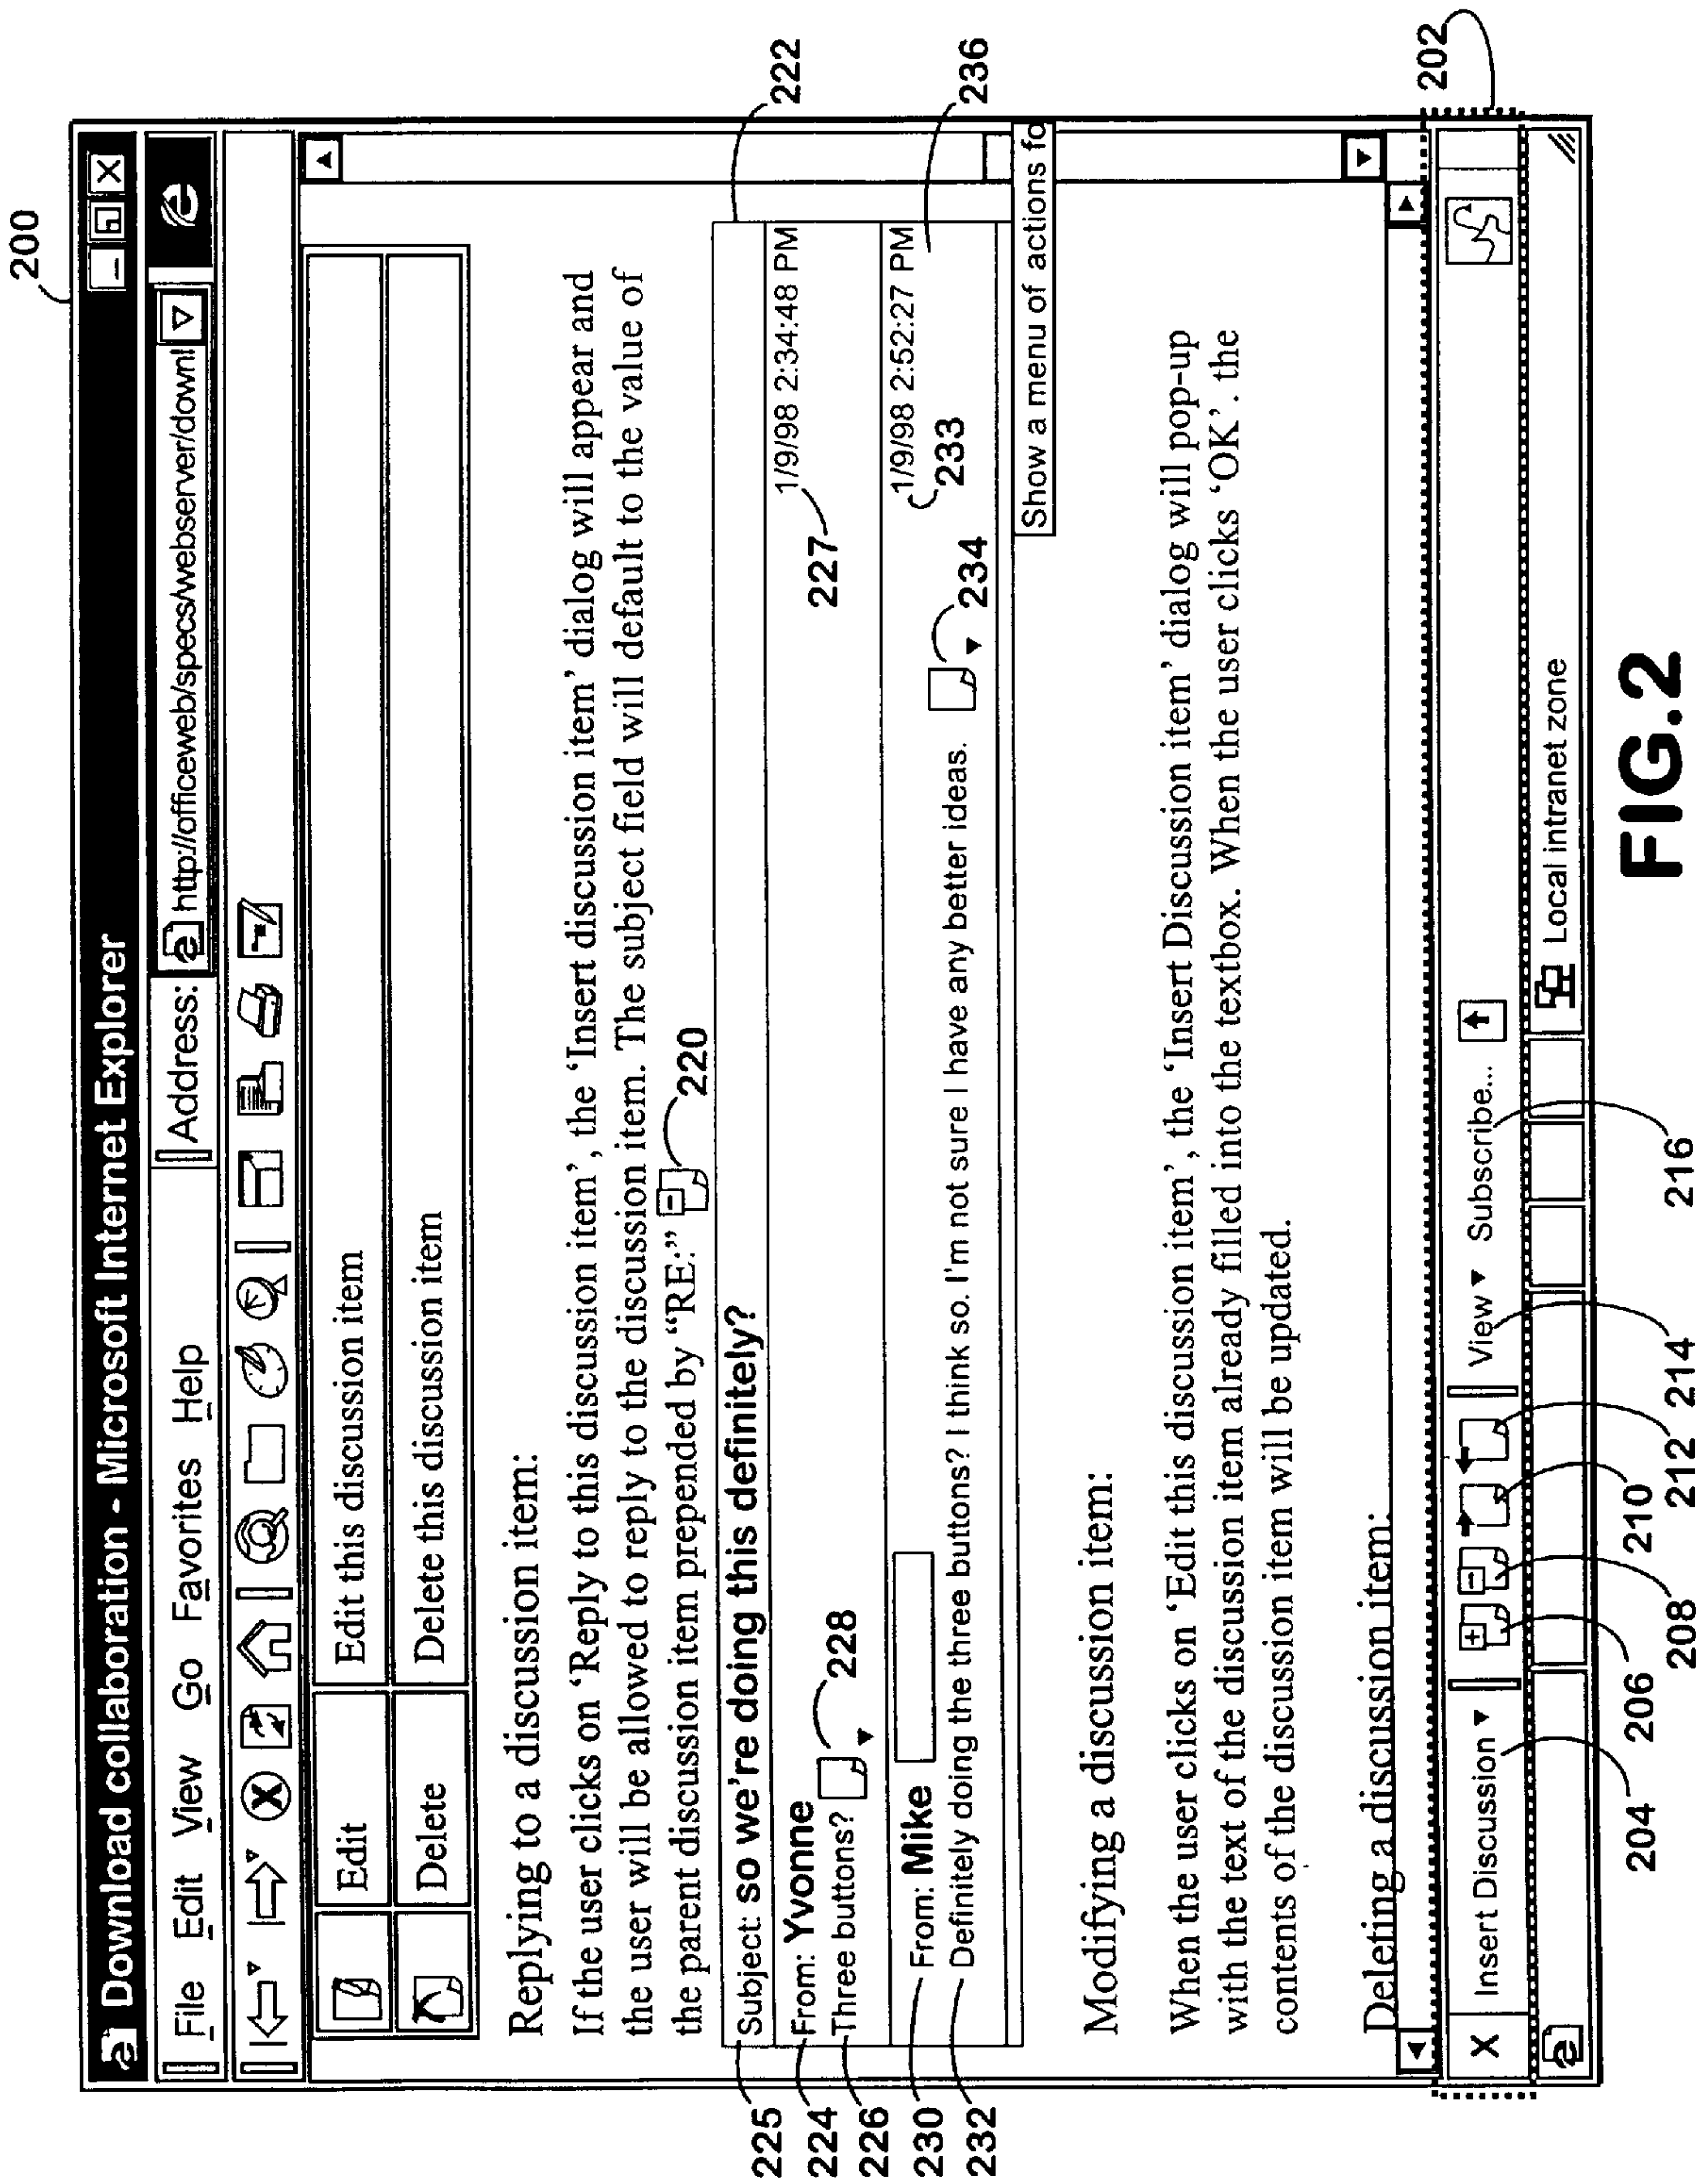 200
Download collaboration - Microsoft Internet Explorer
File Edit View Go Favorites Help
Address: http://officeweb/specs/webserver/downl
Edit
Edit this discussion item
Delete
Delete this discussion item
Replying to a discussion item:
If the user clicks on ‘Reply to this discussion item’, the ‘Insert discussion item’ dialog will appear and
the user will be allowed to reply to the discussion item. The subject field will default to the value of
the parent discussion item prepended by “RE:”
220
222
225
Subject: so we're doing this definitely?
224
From: Yvonne
1/9/98 2:34:48 PM
226
Three buttons?
228
227
230
From: Mike
1/9/98 2:52:27 PM
233
236
232
Definitely doing the three buttons? I think so. I'm not sure I have any better ideas.
234
Show a menu of actions fo
Modifying a discussion item:
When the user clicks on ‘Edit this discussion item’, the ‘Insert Discussion item’ dialog will pop-up
with the text of the discussion item already filled into the textbox. When the user clicks ‘OK’. the
contents of the discussion item will be updated.
Deleting a discussion item:
202
X
Insert Discussion
View
Subscribe...
Local intranet zone
204
206
208
210
212
214
216
FIG.2